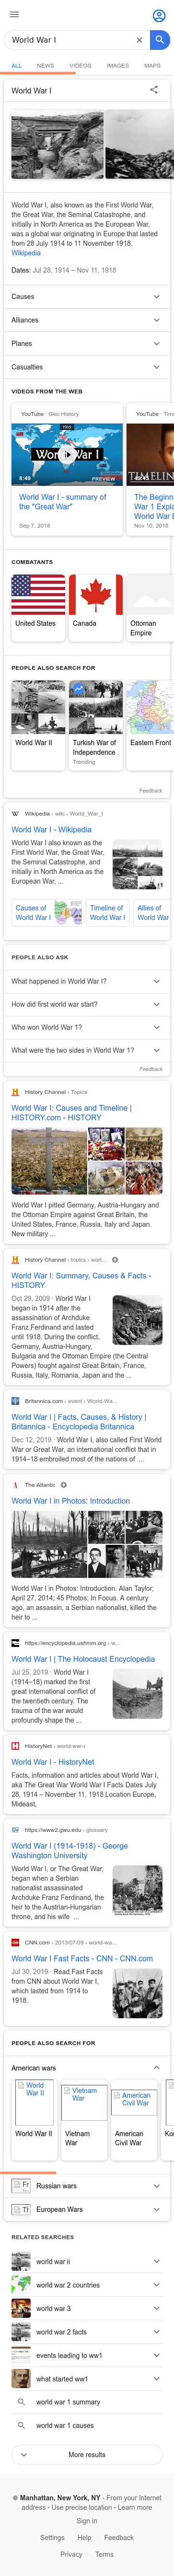 World War I
ALL NEWS VIDEOS IMAGES MAPS
World War I
World War I, also known as the First World War,
the Great War, the Seminal Catastrophe, and
initially in North America as the European War,
was a global war originating in Europe that lasted
from 28 July 1914 to 11 November 1918.
Wikipedia
Dates: Jul 28, 1914 – Nov 11, 1918
Causes
Alliances
Planes
Casualties
VIDEOS FROM THE WEB
YouTube · Geo History
1915
World War I
8:43 PREVIEW
World War I - summary of
the "Great War"
Sep 7, 2018
YouTube · Time
TIMELIN
The Beginn
War 1 Expla
World War E
Nov 10, 2018
COMBATANTS
United States
Canada
Ottoman
Empire
PEOPLE ALSO SEARCH FOR
World War II
Turkish War of
Independence
Trending
Eastern Front
Feedback
Wikipedia › wiki › World_War_I
World War I - Wikipedia
World War I also known as the
First World War, the Great War,
the Seminal Catastrophe, and
initially in North America as the
European War, ...
Causes of
World War I
Timeline of
World War I
Allies of
World War
PEOPLE ALSO ASK
What happened in World War I?
How did first world war start?
Who won World War 1?
What were the two sides in World War 1?
Feedback
History Channel › Topics
World War I: Causes and Timeline |
HISTORY.com - HISTORY
World War I pitted Germany, Austria-Hungary and
the Ottoman Empire against Great Britain, the
United States, France, Russia, Italy and Japan.
New military ...
History Channel › topics › worl...
World War I: Summary, Causes & Facts -
HISTORY
Oct 29, 2009 · World War I
began in 1914 after the
assassination of Archduke
Franz Ferdinand and lasted
until 1918. During the conflict,
Germany, Austria-Hungary,
Bulgaria and the Ottoman Empire (the Central
Powers) fought against Great Britain, France,
Russia, Italy, Romania, Japan and the ...
Britannica.com › event › World-Wa...
World War I | Facts, Causes, & History |
Britannica - Encyclopedia Britannica
Dec 12, 2019 · World War I, also called First World
War or Great War, an international conflict that in
1914–18 embroiled most of the nations of ...
The Atlantic
World War I in Photos: Introduction
World War I in Photos: Introduction. Alan Taylor;
April 27, 2014; 45 Photos; In Focus. A century
ago, an assassin, a Serbian nationalist, killed the
heir to ...
https://encyclopedia.ushmm.org › w...
World War I | The Holocaust Encyclopedia
Jul 25, 2019 · World War I
(1914–18) marked the first
great international conflict of
the twentieth century. The
trauma of the war would
profoundly shape the ...
HistoryNet › world-war-i
World War I - HistoryNet
Facts, information and articles about World War I,
aka The Great War World War I Facts Dates July
28, 1914 – November 11, 1918 Location Europe,
Mideast,
https://www2.gwu.edu › glossary
World War I (1914-1918) - George
Washington University
World War I, or The Great War,
began when a Serbian
nationalist assassinated
Archduke Franz Ferdinand, the
heir to the Austrian-Hungarian
throne, and his wife ...
CNN.com › 2013/07/09 › world-wa...
World War I Fast Facts - CNN - CNN.com
Jul 30, 2019 · Read Fast Facts
from CNN about World War I,
which lasted from 1914 to
1918.
PEOPLE ALSO SEARCH FOR
American wars
World
War II
World War II
Vietnam
War
Vietnam
War
American
Civil War
American
Civil War
Russian wars
European Wars
RELATED SEARCHES
world war ii
world war 2 countries
world war 3
world war 2 facts
events leading to ww1
what started ww1
world war 1 summary
world war 1 causes
More results
Manhattan, New York, NY - From your Internet
address - Use precise location - Learn more
Sign in
Settings Help Feedback
Privacy Terms